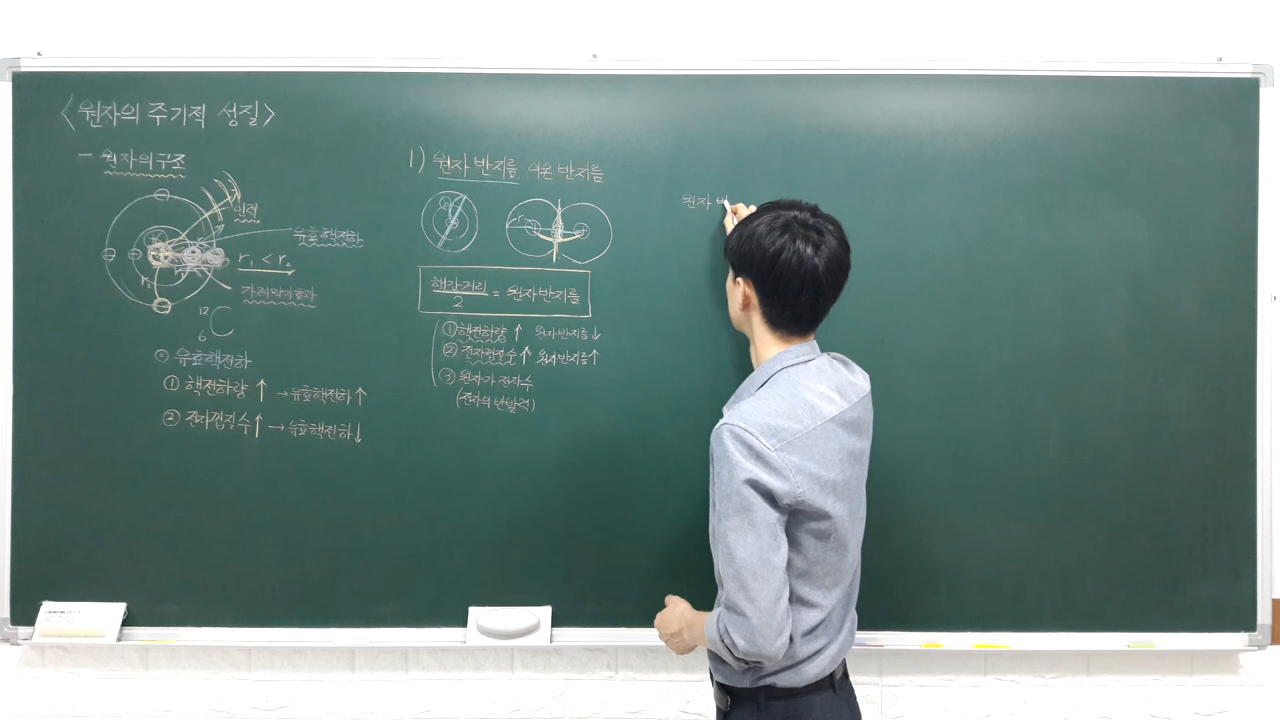 <원자의 주기적 성질>
- 원자의 구조
인력
유효핵전하
r₁ < r₂
r₂
가려막기효과
¹²₆C
◎ 유효핵전하
① 핵전하량 ↑ → 유효핵전하 ↑
② 전자껍질수 ↑ → 유효핵전하 ↓
1) 원자 반지름, 이온 반지름
r
핵간거리/2 = 원자반지름
① 핵전하량 ↑ 원자반지름 ↓
② 전자껍질수 ↑ 원자반지름 ↑
③ 원자가 전자수
(전자의 반발력)
원자